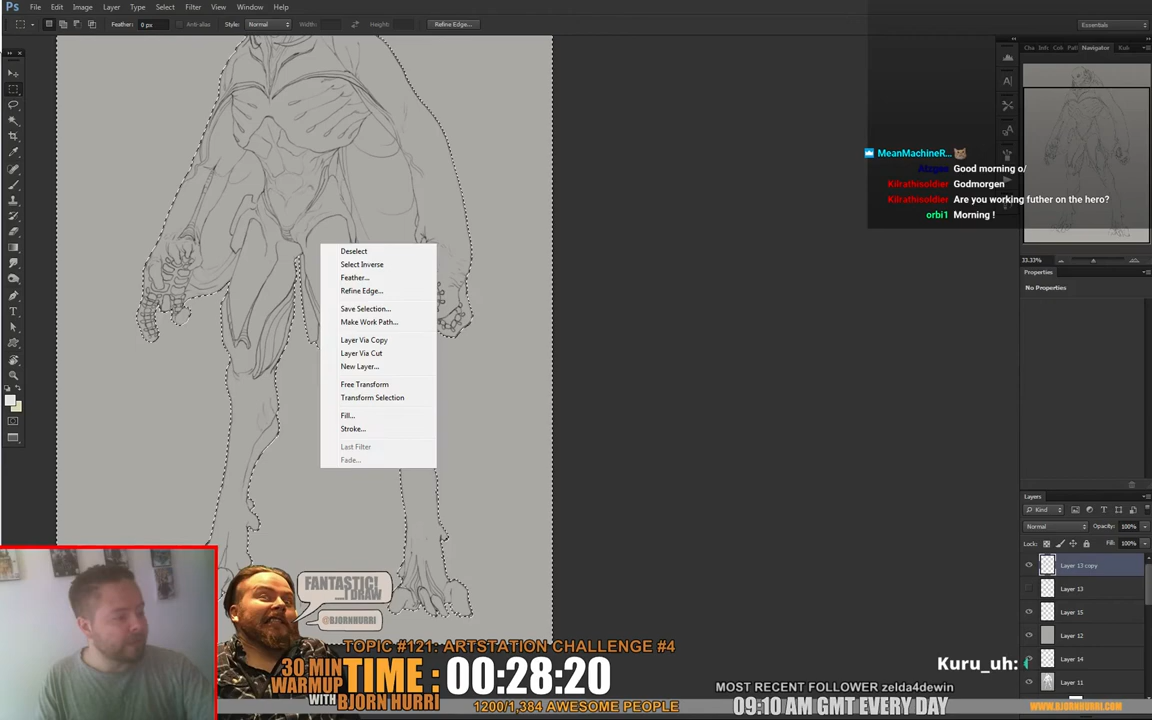 Ps File Edit Image Layer Type Select Filter View Window Help
Feather: 0 px Anti-alias Style: Normal Width: Height: Refine Edge... Essentials
Cha Inf Col Pat Navigator Kul
MeanMachineR...
Good morning o/
Kilrathisoldier Godmorgen
Kilrathisoldier Are you working futher on the hero?
orbi1 Morning !
33.33%
Properties
No Properties
Deselect
Select Inverse
Feather...
Refine Edge...
Save Selection...
Make Work Path...
Layer Via Copy
Layer Via Cut
New Layer...
Free Transform
Transform Selection
Fill...
Stroke...
Last Filter
Fade...
Layers
Kind
Normal Opacity: 100%
Lock: Fill: 100%
Layer 13 copy
Layer 13
Layer 15
Layer 12
Layer 14
Layer 11
FANTASTIC!
...I DRAW
@BJORNHURRI
TOPIC #121: ARTSTATION CHALLENGE #4
30 MIN
WARMUP
WITH BJORN HURRI
TIME : 00:28:20
1200/1,384 AWESOME PEOPLE
Kuru_uh:
MOST RECENT FOLLOWER zelda4dewin
09:10 AM GMT EVERY DAY
WWW.BJORNHURRI.COM